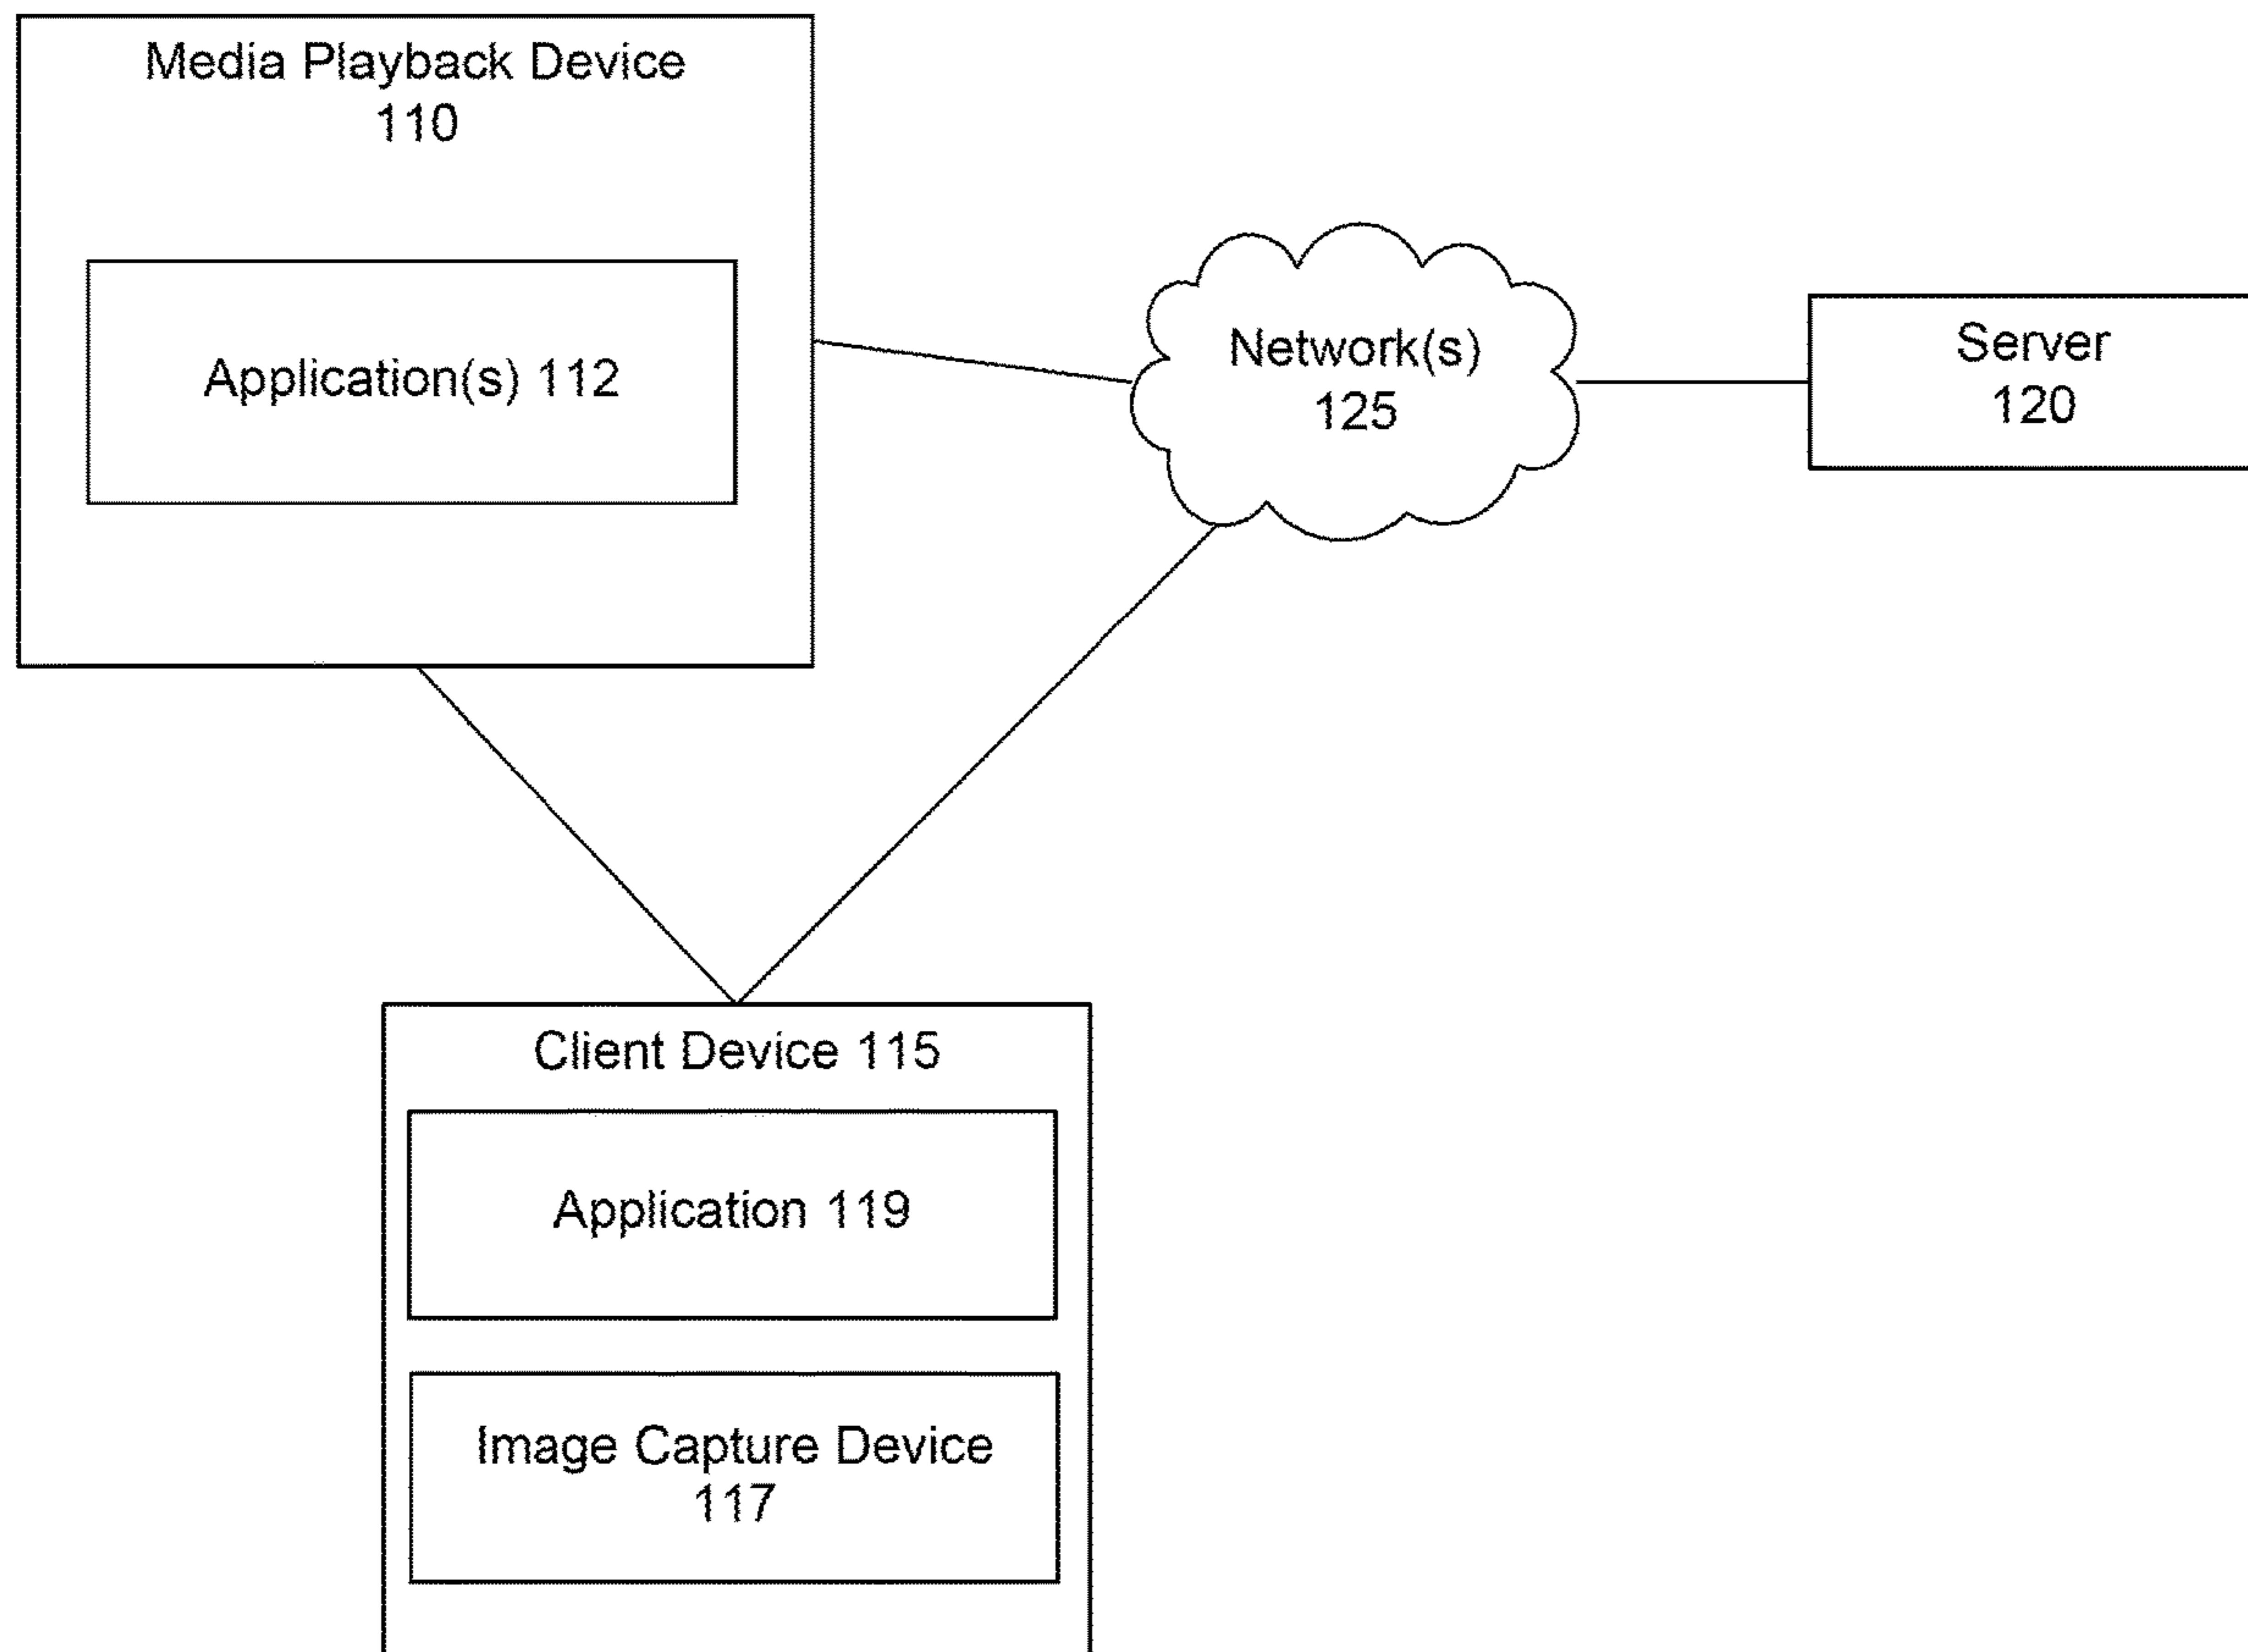 Media Playback Device
110
Application(s) 112
Network(s)
125
Server
120
Client Device 115
Application 119
Image Capture Device
117